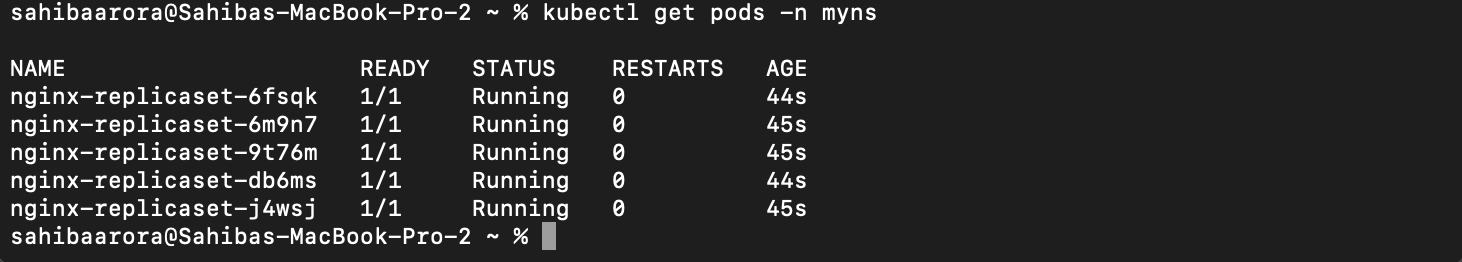 sahibaarora@Sahibas-MacBook-Pro-2 ~ % kubectl get pods -n myns
NAME READY STATUS RESTARTS AGE
nginx-replicaset-6fsqk 1/1 Running 0 44s
nginx-replicaset-6m9n7 1/1 Running 0 45s
nginx-replicaset-9t76m 1/1 Running 0 45s
nginx-replicaset-db6ms 1/1 Running 0 44s
nginx-replicaset-j4wsj 1/1 Running 0 45s
sahibaarora@Sahibas-MacBook-Pro-2 ~ %